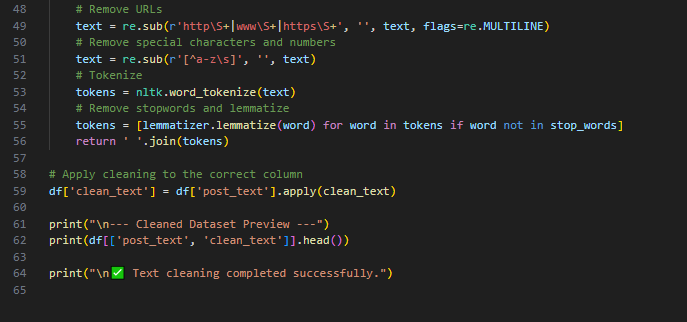 48 # Remove URLs
49 text = re.sub(r'http\S+|www\S+|https\S+', '', text, flags=re.MULTILINE)
50 # Remove special characters and numbers
51 text = re.sub(r'[^a-z\s]', '', text)
52 # Tokenize
53 tokens = nltk.word_tokenize(text)
54 # Remove stopwords and lemmatize
55 tokens = [lemmatizer.lemmatize(word) for word in tokens if word not in stop_words]
56 return ' '.join(tokens)
57
58 # Apply cleaning to the correct column
59 df['clean_text'] = df['post_text'].apply(clean_text)
60
61 print("\n--- Cleaned Dataset Preview ---")
62 print(df[['post_text', 'clean_text']].head())
63
64 print("\n✅ Text cleaning completed successfully.")
65